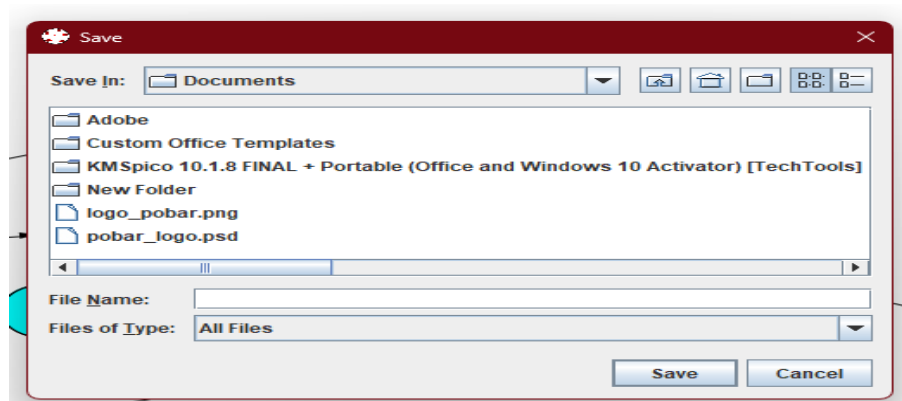 Save
Save In: Documents
Adobe
Custom Office Templates
KMSpico 10.1.8 FINAL + Portable (Office and Windows 10 Activator) [TechTools]
New Folder
logo_pobar.png
pobar_logo.psd
File Name:
Files of Type: All Files
Save Cancel